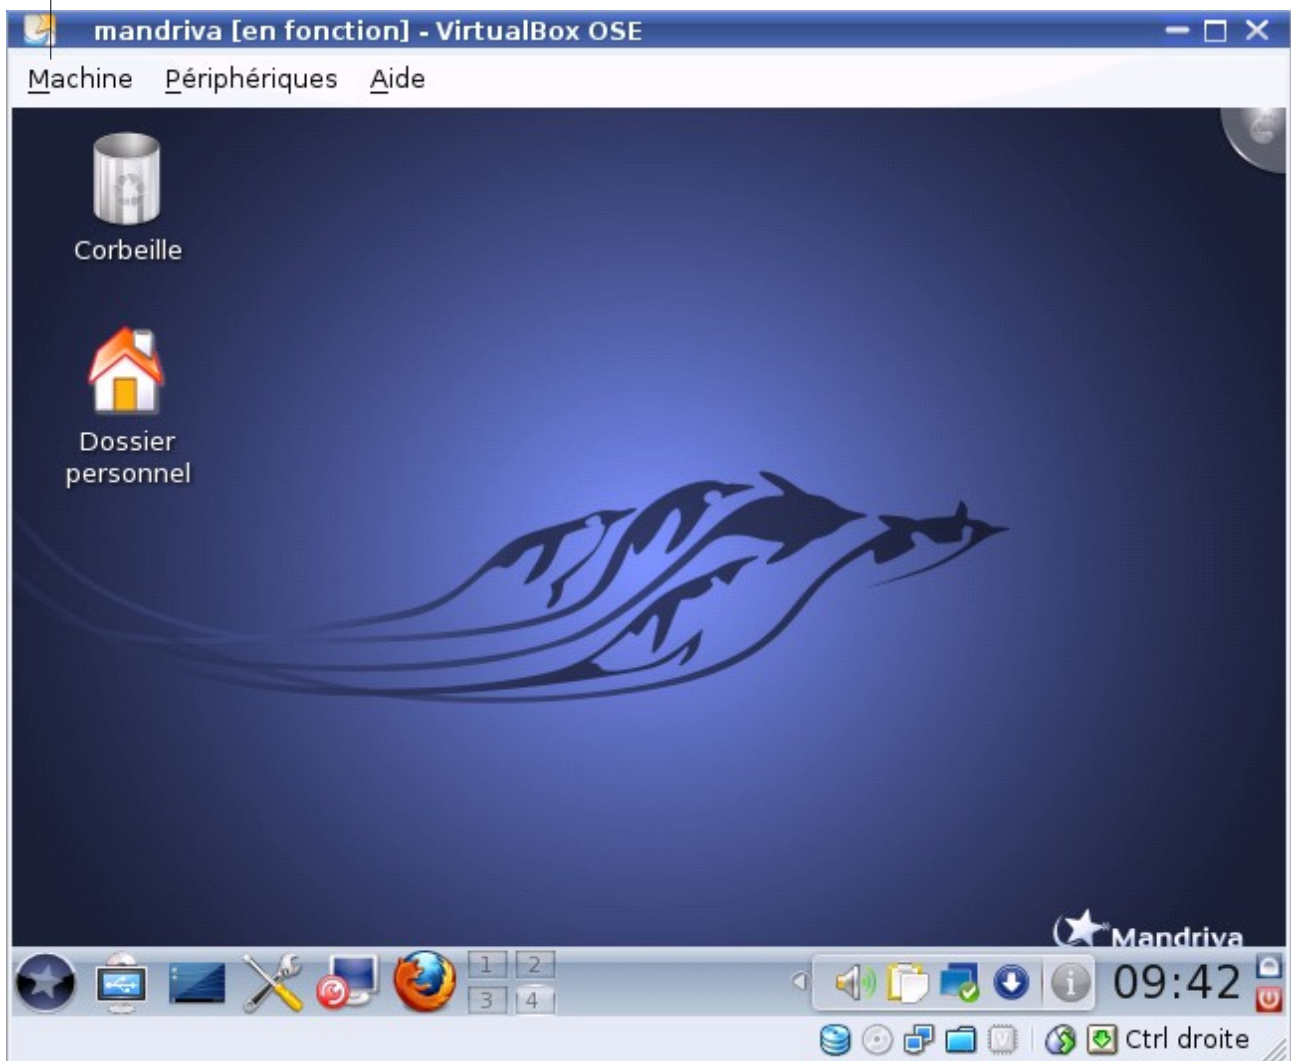 mandriva [en fonction] - VirtualBox OSE
Machine Périphériques Aide
Corbeille
Dossier
personnel
Mandriva
1 2
3 4
09:42
Ctrl droite